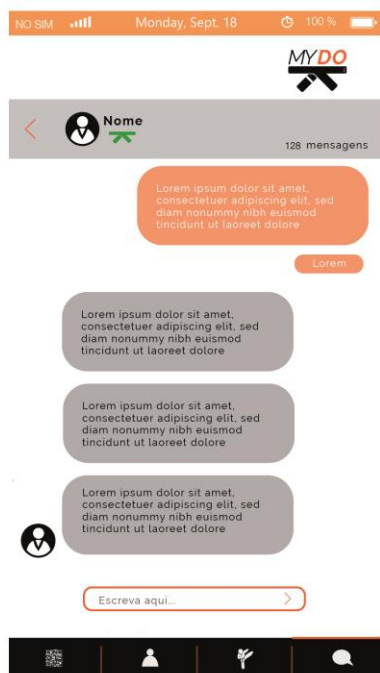 NO SIM Monday, Sept. 18 100 %
MYDO
Nome
128 mensagens
Lorem ipsum dolor sit amet,
consectetuer adipiscing elit, sed
diam nonummy nibh euismod
tincidunt ut laoreet dolore
Lorem
Lorem ipsum dolor sit amet,
consectetuer adipiscing elit, sed
diam nonummy nibh euismod
tincidunt ut laoreet dolore
Lorem ipsum dolor sit amet,
consectetuer adipiscing elit, sed
diam nonummy nibh euismod
tincidunt ut laoreet dolore
Lorem ipsum dolor sit amet,
consectetuer adipiscing elit, sed
diam nonummy nibh euismod
tincidunt ut laoreet dolore
Escreva aqui...